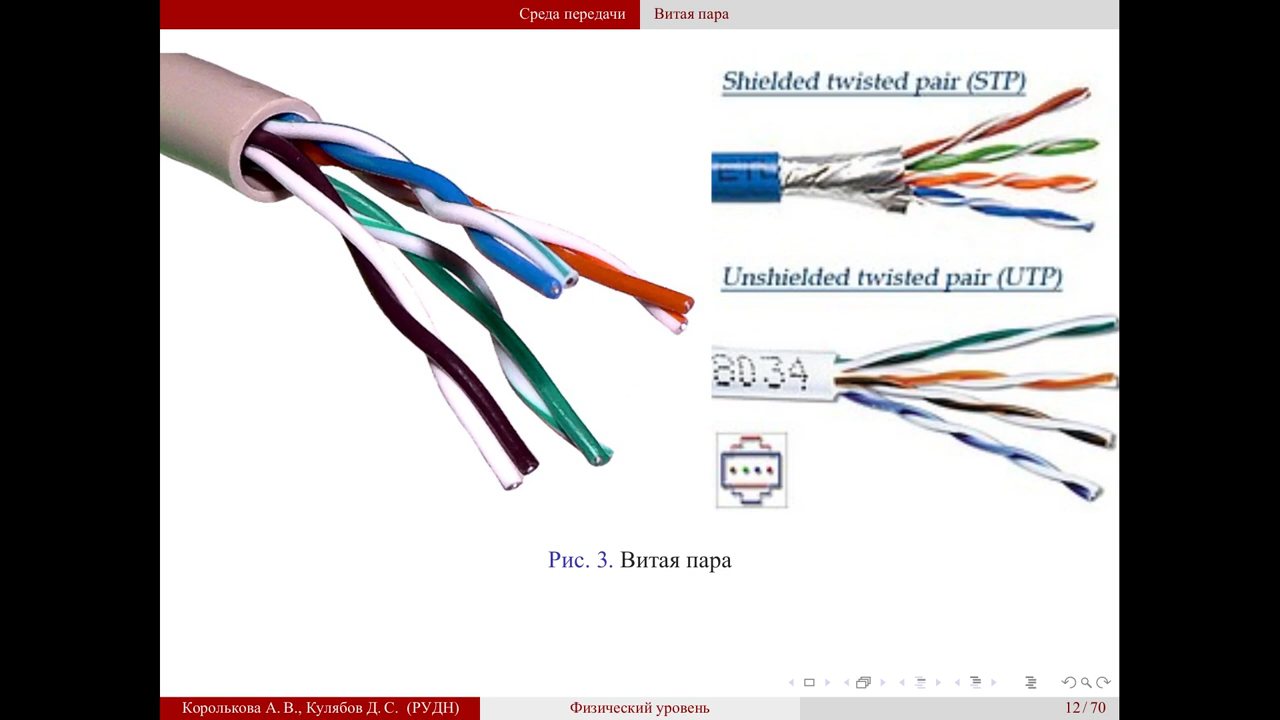 Среда передачи Витая пара
Shielded twisted pair (STP)
ETL
Unshielded twisted pair (UTP)
8034
Рис. 3. Витая пара
Королькова А. В., Кулябов Д. С. (РУДН) Физический уровень 12 / 70